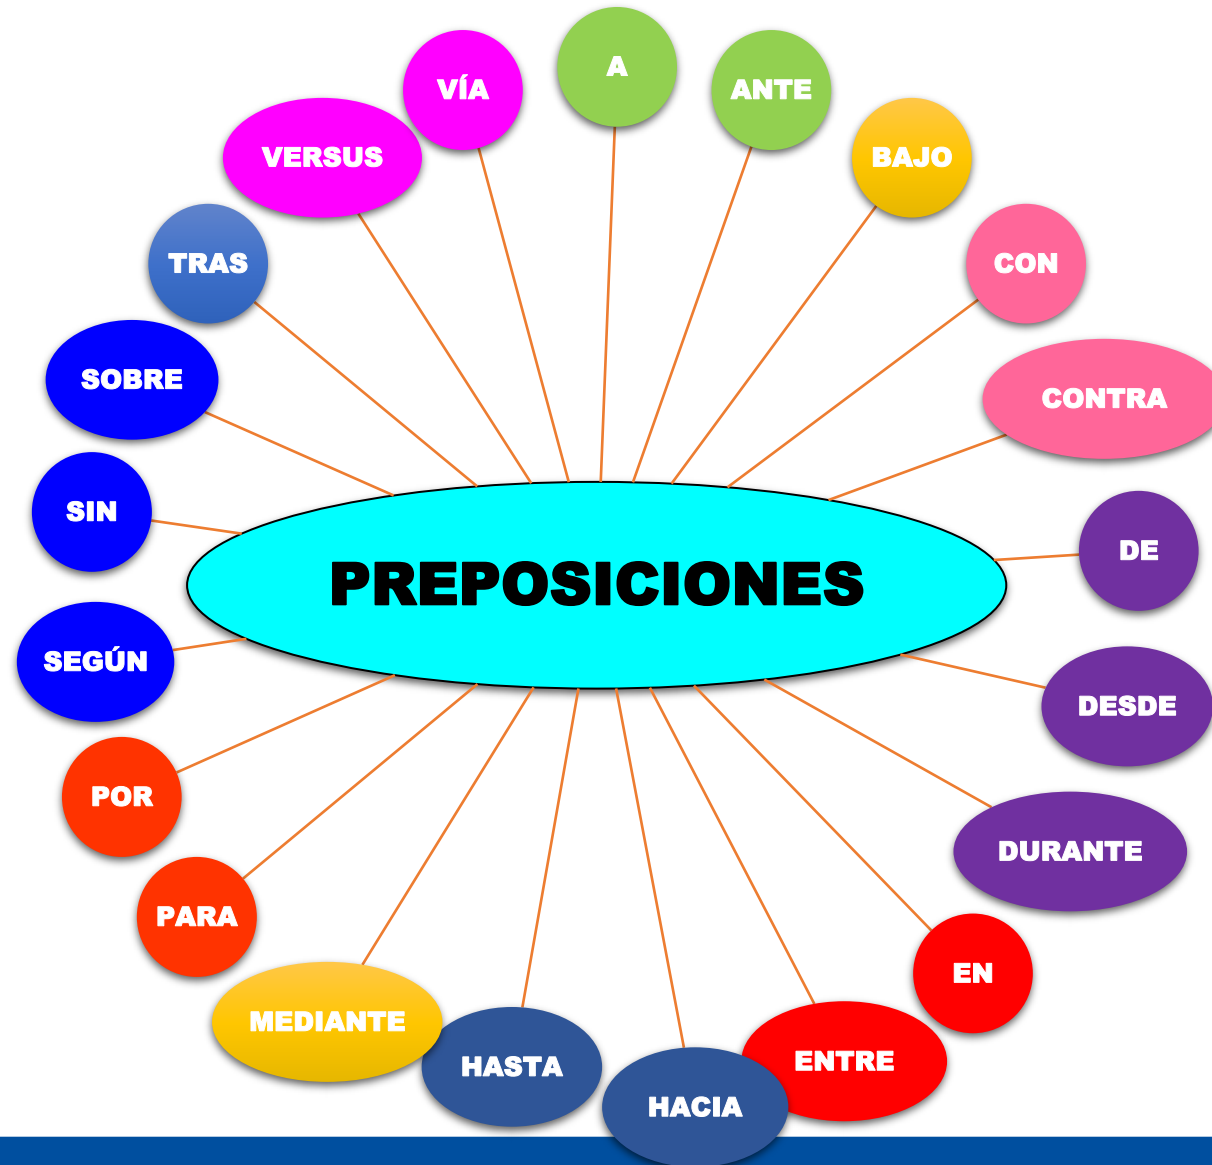 PREPOSICIONES
A
ANTE
BAJO
CON
CONTRA
DE
DESDE
DURANTE
EN
ENTRE
HACIA
HASTA
MEDIANTE
PARA
POR
SEGÚN
SIN
SOBRE
TRAS
VERSUS
VÍA